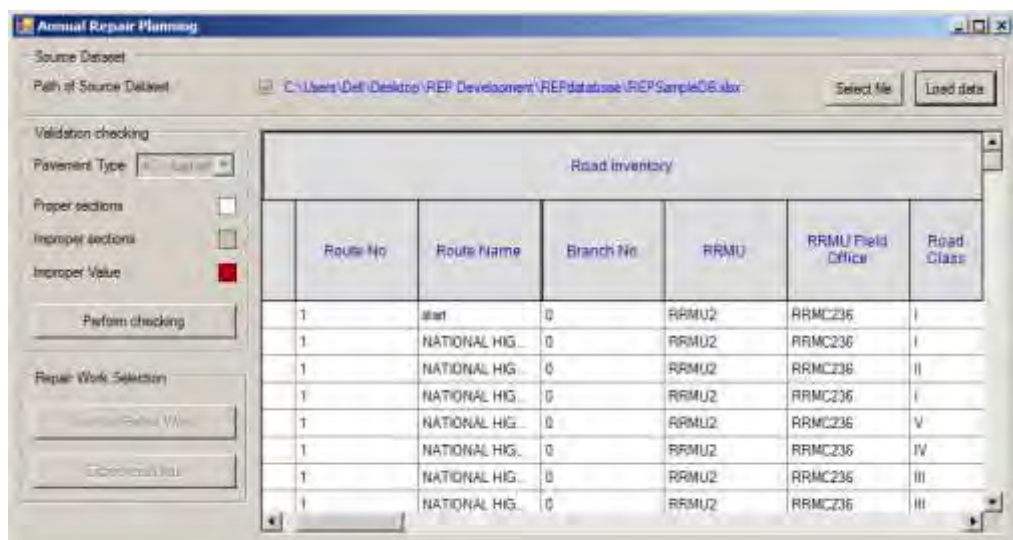 Annual Repair Planning
Source Dataset
Path of Source Dataset
C:\Users\Dell\Desktop\REP Development\REPdatabase\REPSampleDB.xlsx
Select file
Load data
Validation checking
Pavement Type
Proper sections
Improper sections
Improper Value
Perform checking
Repair Work Selection
Road Inventory
Route No Route Name Branch No RRMU RRMU Field Office Road Class
1 start 0 RRMU2 RRMC236 I
1 NATIONAL HIG... 0 RRMU2 RRMC236 I
1 NATIONAL HIG... 0 RRMU2 RRMC236 II
1 NATIONAL HIG... 0 RRMU2 RRMC236 I
1 NATIONAL HIG... 0 RRMU2 RRMC236 V
1 NATIONAL HIG... 0 RRMU2 RRMC236 IV
1 NATIONAL HIG... 0 RRMU2 RRMC236 III
1 NATIONAL HIG... 0 RRMU2 RRMC236 III